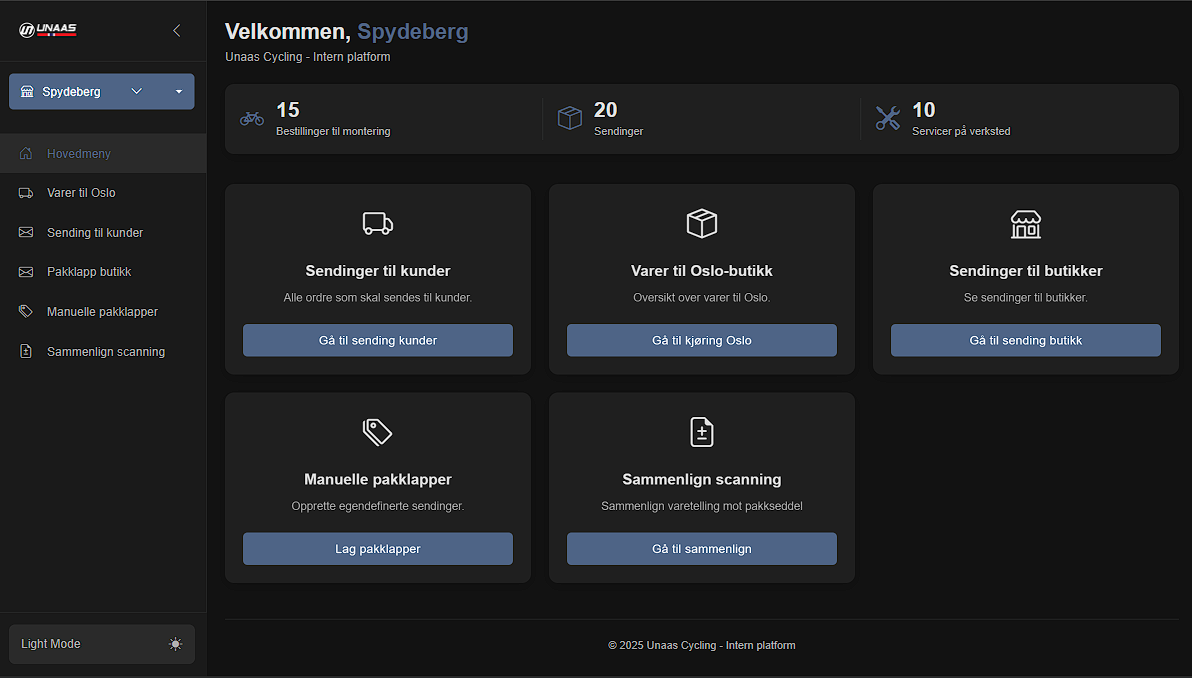 UNAAS
Spydeberg
Hovedmeny
Varer til Oslo
Sending til kunder
Pakklapp butikk
Manuelle pakklapper
Sammenlign scanning
Light Mode
Velkommen, Spydeberg
Unaas Cycling - Intern platform
15
Bestillinger til montering
20
Sendinger
10
Servicer på verksted
Sendinger til kunder
Alle ordre som skal sendes til kunder.
Gå til sending kunder
Varer til Oslo-butikk
Oversikt over varer til Oslo.
Gå til kjøring Oslo
Sendinger til butikker
Se sendinger til butikker.
Gå til sending butikk
Manuelle pakklapper
Opprette egendefinerte sendinger.
Lag pakklapper
Sammenlign scanning
Sammenlign varetelling mot pakkseddel
Gå til sammenlign
© 2025 Unaas Cycling - Intern platform